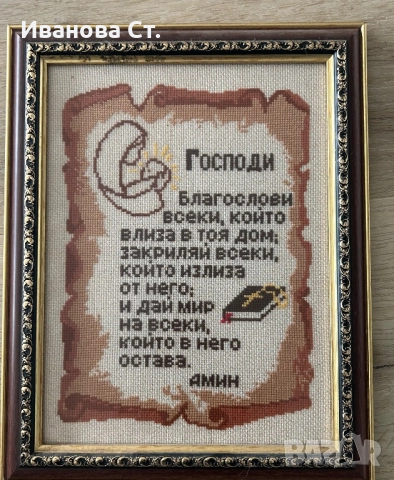 Иванова Ст.
Господи
Благослови
всеки, който
влиза в тоя дом;
закриляй всеки,
който излиза
от него;
и дай мир
на всеки,
който в него
остава.
АМИН
BAZAR